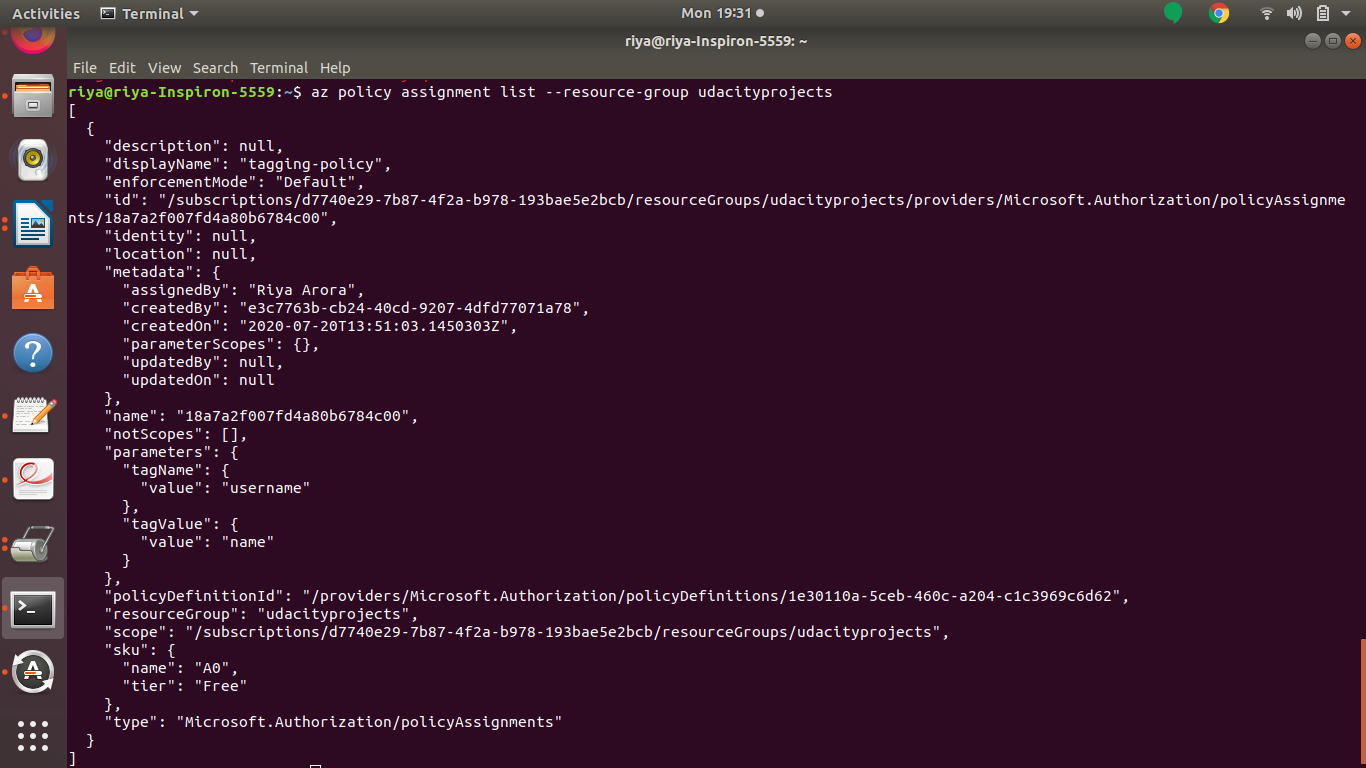 Activities Terminal Mon 19:31
riya@riya-Inspiron-5559: ~
File Edit View Search Terminal Help
riya@riya-Inspiron-5559:~$ az policy assignment list --resource-group udacityprojects
[
  {
    "description": null,
    "displayName": "tagging-policy",
    "enforcementMode": "Default",
    "id": "/subscriptions/d7740e29-7b87-4f2a-b978-193bae5e2bcb/resourceGroups/udacityprojects/providers/Microsoft.Authorization/policyAssignme
nts/18a7a2f007fd4a80b6784c00",
    "identity": null,
    "location": null,
    "metadata": {
      "assignedBy": "Riya Arora",
      "createdBy": "e3c7763b-cb24-40cd-9207-4dfd77071a78",
      "createdOn": "2020-07-20T13:51:03.1450303Z",
      "parameterScopes": {},
      "updatedBy": null,
      "updatedOn": null
    },
    "name": "18a7a2f007fd4a80b6784c00",
    "notScopes": [],
    "parameters": {
      "tagName": {
        "value": "username"
      },
      "tagValue": {
        "value": "name"
      }
    },
    "policyDefinitionId": "/providers/Microsoft.Authorization/policyDefinitions/1e30110a-5ceb-460c-a204-c1c3969c6d62",
    "resourceGroup": "udacityprojects",
    "scope": "/subscriptions/d7740e29-7b87-4f2a-b978-193bae5e2bcb/resourceGroups/udacityprojects",
    "sku": {
      "name": "A0",
      "tier": "Free"
    },
    "type": "Microsoft.Authorization/policyAssignments"
  }
]